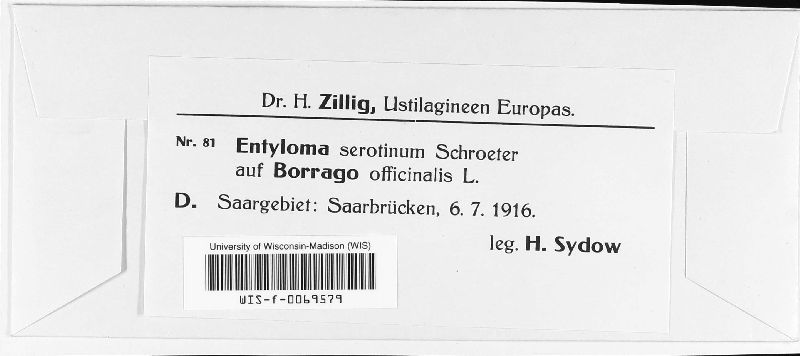 Dr. H. Zillig, Ustilagineen Europas.
Nr. 81 Entyloma serotinum Schroeter
auf Borrago officinalis L.
D. Saargebiet: Saarbrücken, 6. 7. 1916.
leg. H. Sydow
University of Wisconsin-Madison (WIS)
WIS-f-0069579